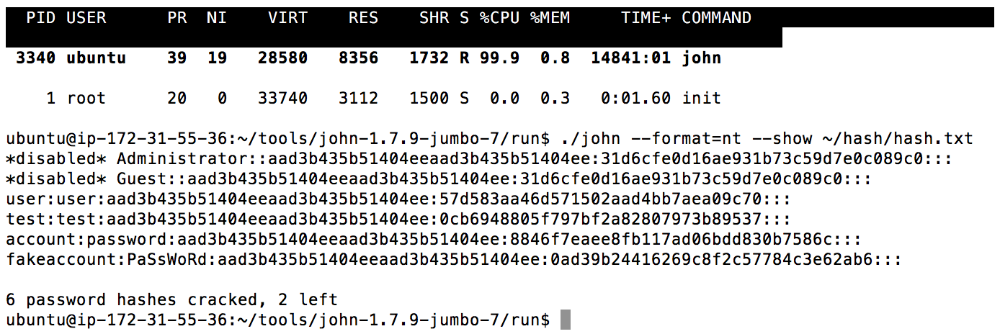 PID USER PR NI VIRT RES SHR S %CPU %MEM TIME+ COMMAND
3340 ubuntu 39 19 28580 8356 1732 R 99.9 0.8 14841:01 john
1 root 20 0 33740 3112 1500 S 0.0 0.3 0:01.60 init
ubuntu@ip-172-31-55-36:~/tools/john-1.7.9-jumbo-7/run$ ./john --format=nt --show ~/hash/hash.txt
*disabled* Administrator::aad3b435b51404eeaad3b435b51404ee:31d6cfe0d16ae931b73c59d7e0c089c0:::
*disabled* Guest::aad3b435b51404eeaad3b435b51404ee:31d6cfe0d16ae931b73c59d7e0c089c0:::
user:user:aad3b435b51404eeaad3b435b51404ee:57d583aa46d571502aad4bb7aea09c70:::
test:test:aad3b435b51404eeaad3b435b51404ee:0cb6948805f797bf2a82807973b89537:::
account:password:aad3b435b51404eeaad3b435b51404ee:8846f7eaee8fb117ad06bdd830b7586c:::
fakeaccount:PaSsWoRd:aad3b435b51404eeaad3b435b51404ee:0ad39b24416269c8f2c57784c3e62ab6:::
6 password hashes cracked, 2 left
ubuntu@ip-172-31-55-36:~/tools/john-1.7.9-jumbo-7/run$